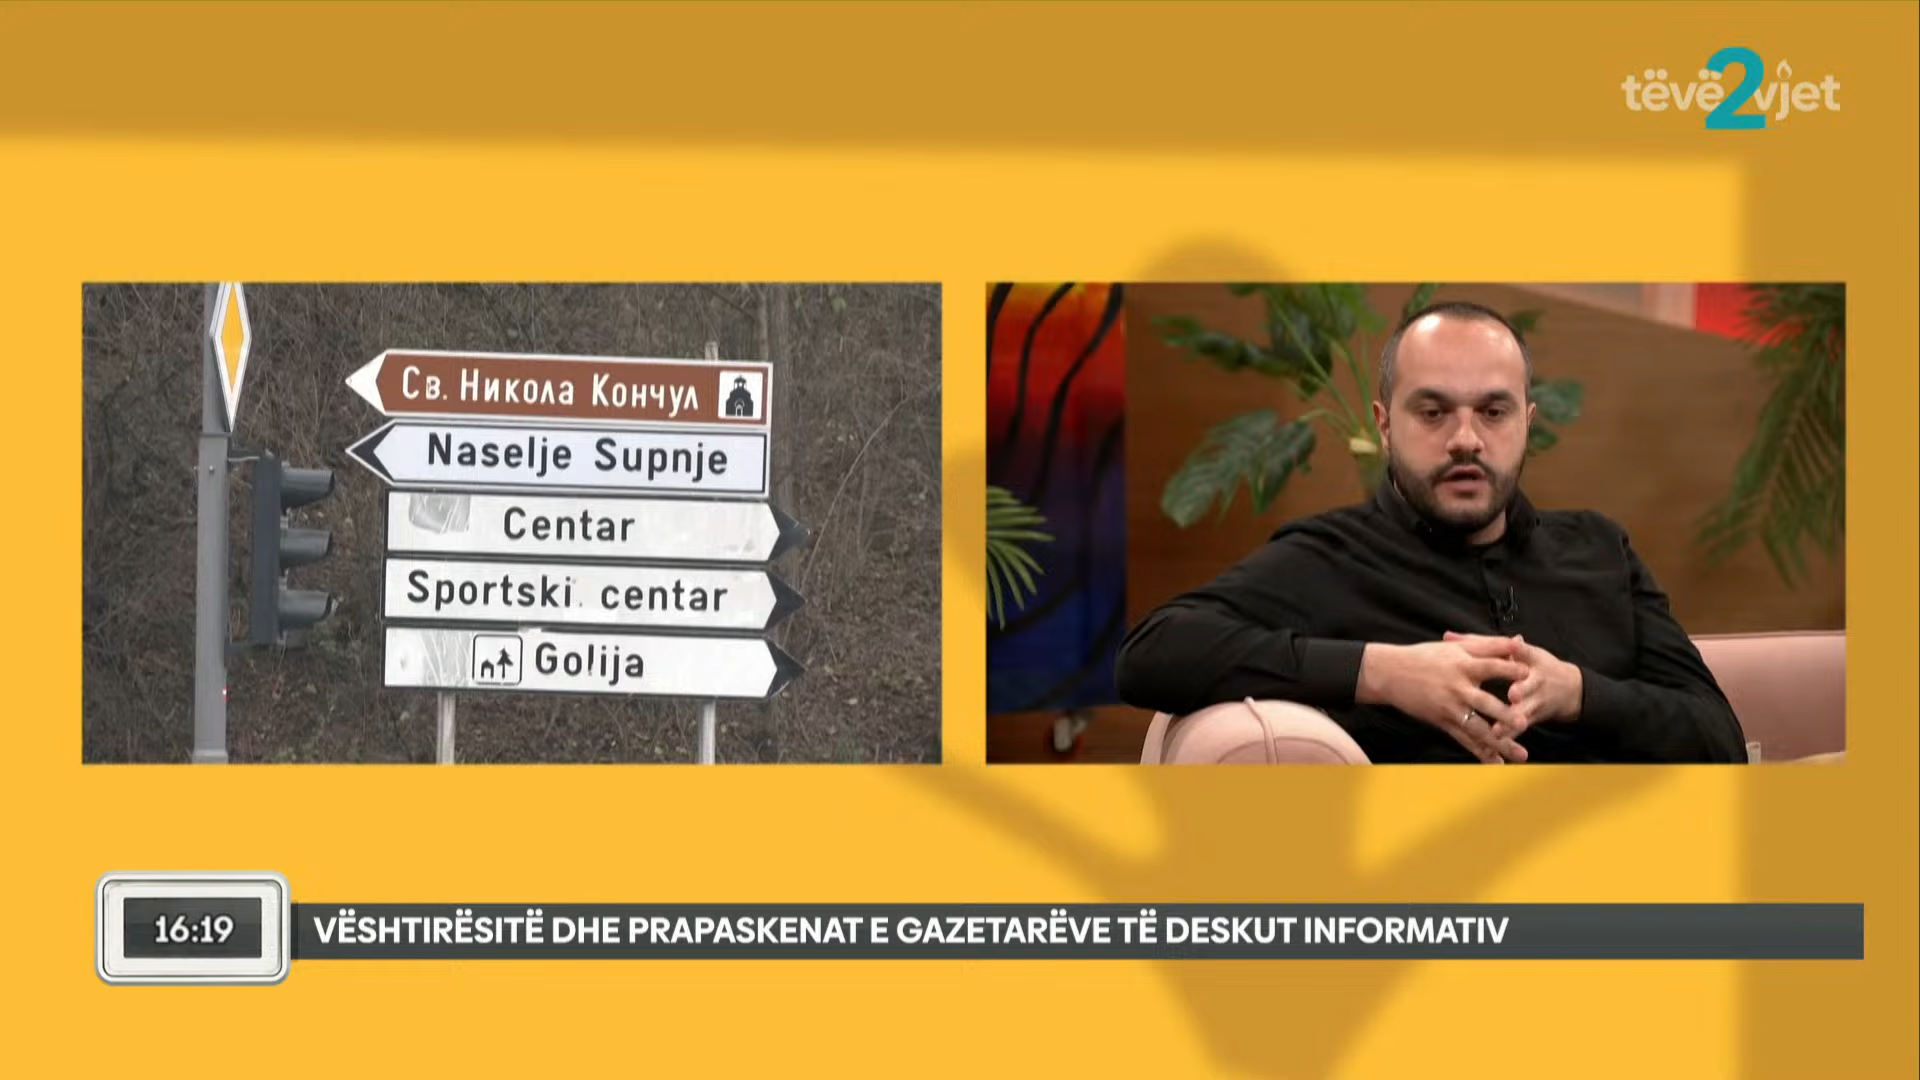 tëvë2vjet
Св. Никола Кончул
Naselje Supnje
Centar
Sportski centar
Golija
16:19
VËSHTIRËSITË DHE PRAPASKENAT E GAZETARËVE TË DESKUT INFORMATIV